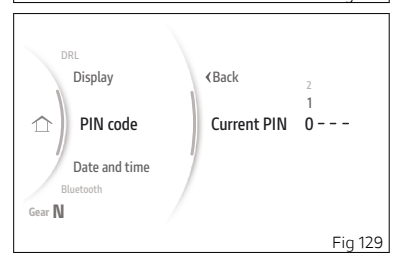 DRL
Display
‹Back
2
1
PIN code
Current PIN 0 - - -
Date and time
Bluetooth
Gear N
Fig 129